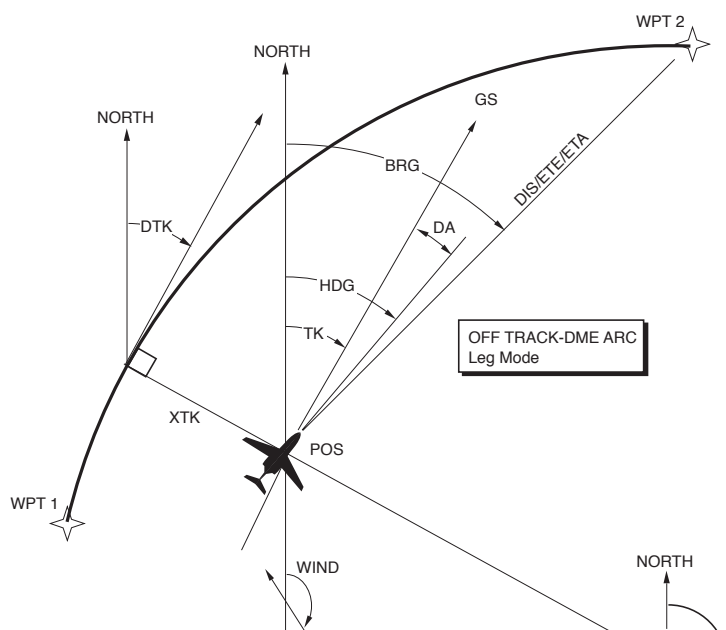 WPT 2
NORTH
GS
NORTH
BRG
DIS/ETE/ETA
DTK
DA
HDG
TK
OFF TRACK-DME ARC
Leg Mode
XTK
POS
WPT 1
WIND
NORTH